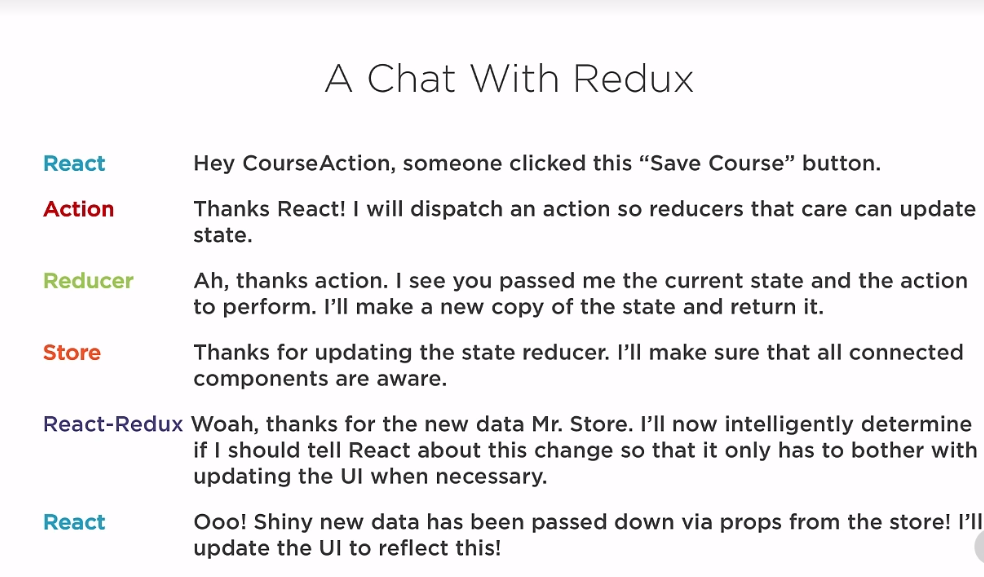 A Chat With Redux
React Hey CourseAction, someone clicked this “Save Course” button.
Action Thanks React! I will dispatch an action so reducers that care can update
state.
Reducer Ah, thanks action. I see you passed me the current state and the action
to perform. I’ll make a new copy of the state and return it.
Store Thanks for updating the state reducer. I’ll make sure that all connected
components are aware.
React-Redux Woah, thanks for the new data Mr. Store. I’ll now intelligently determine
if I should tell React about this change so that it only has to bother with
updating the UI when necessary.
React Ooo! Shiny new data has been passed down via props from the store! I’ll
update the UI to reflect this!